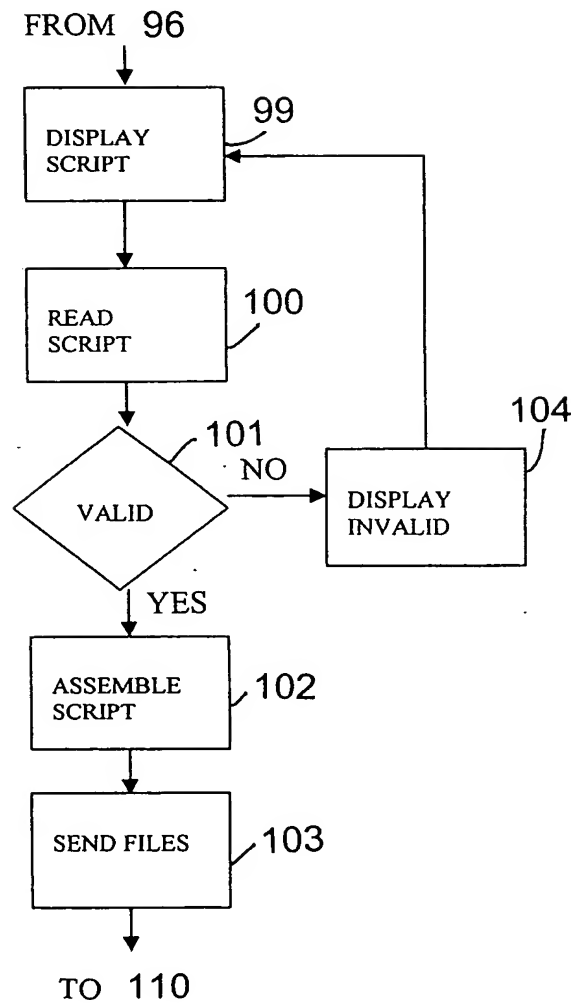 FROM 96
DISPLAY
SCRIPT
99
READ
SCRIPT
100
VALID
101
NO
DISPLAY
INVALID
104
YES
ASSEMBLE
SCRIPT
102
SEND FILES
103
TO 110